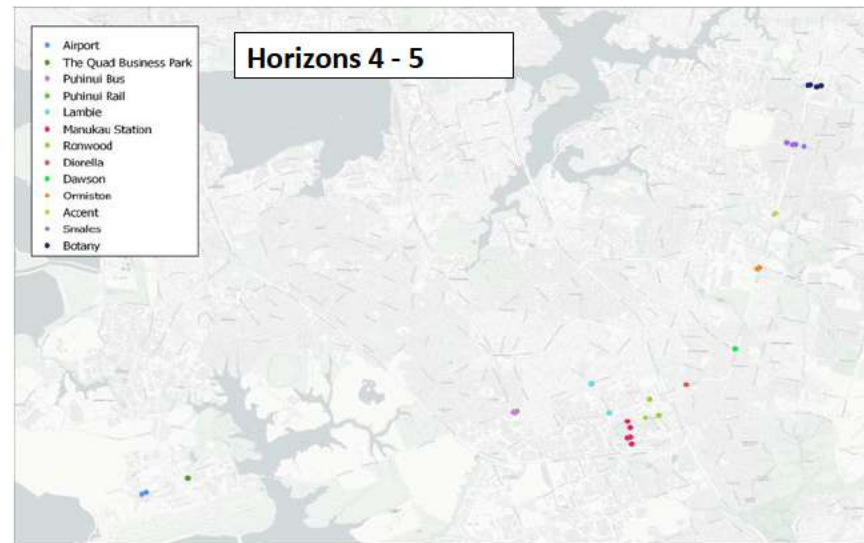 Horizons 4 - 5
Airport
The Quad Business Park
Puhinui Bus
Puhinui Rail
Lambie
Manukau Station
Ronwood
Diorella
Dawson
Ormiston
Accent
Smales
Botany